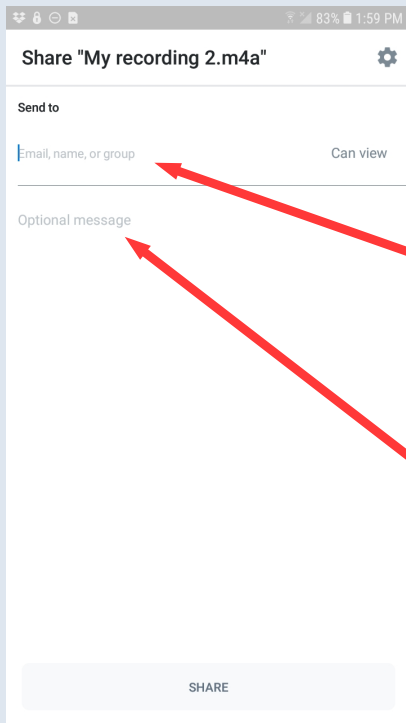 83% 1:59 PM
Share "My recording 2.m4a"
Send to
Email, name, or group Can view
Optional message
SHARE